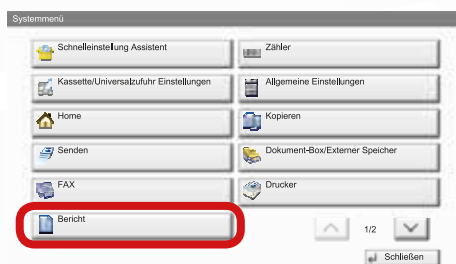 Systemmenü
Schnelleinstellung Assistent
Zähler
Kassette/Universalzufuhr Einstellungen
Allgemeine Einstellungen
Home
Kopieren
Senden
Dokument-Box/Externer Speicher
FAX
Drucker
Bericht
1/2
Schließen